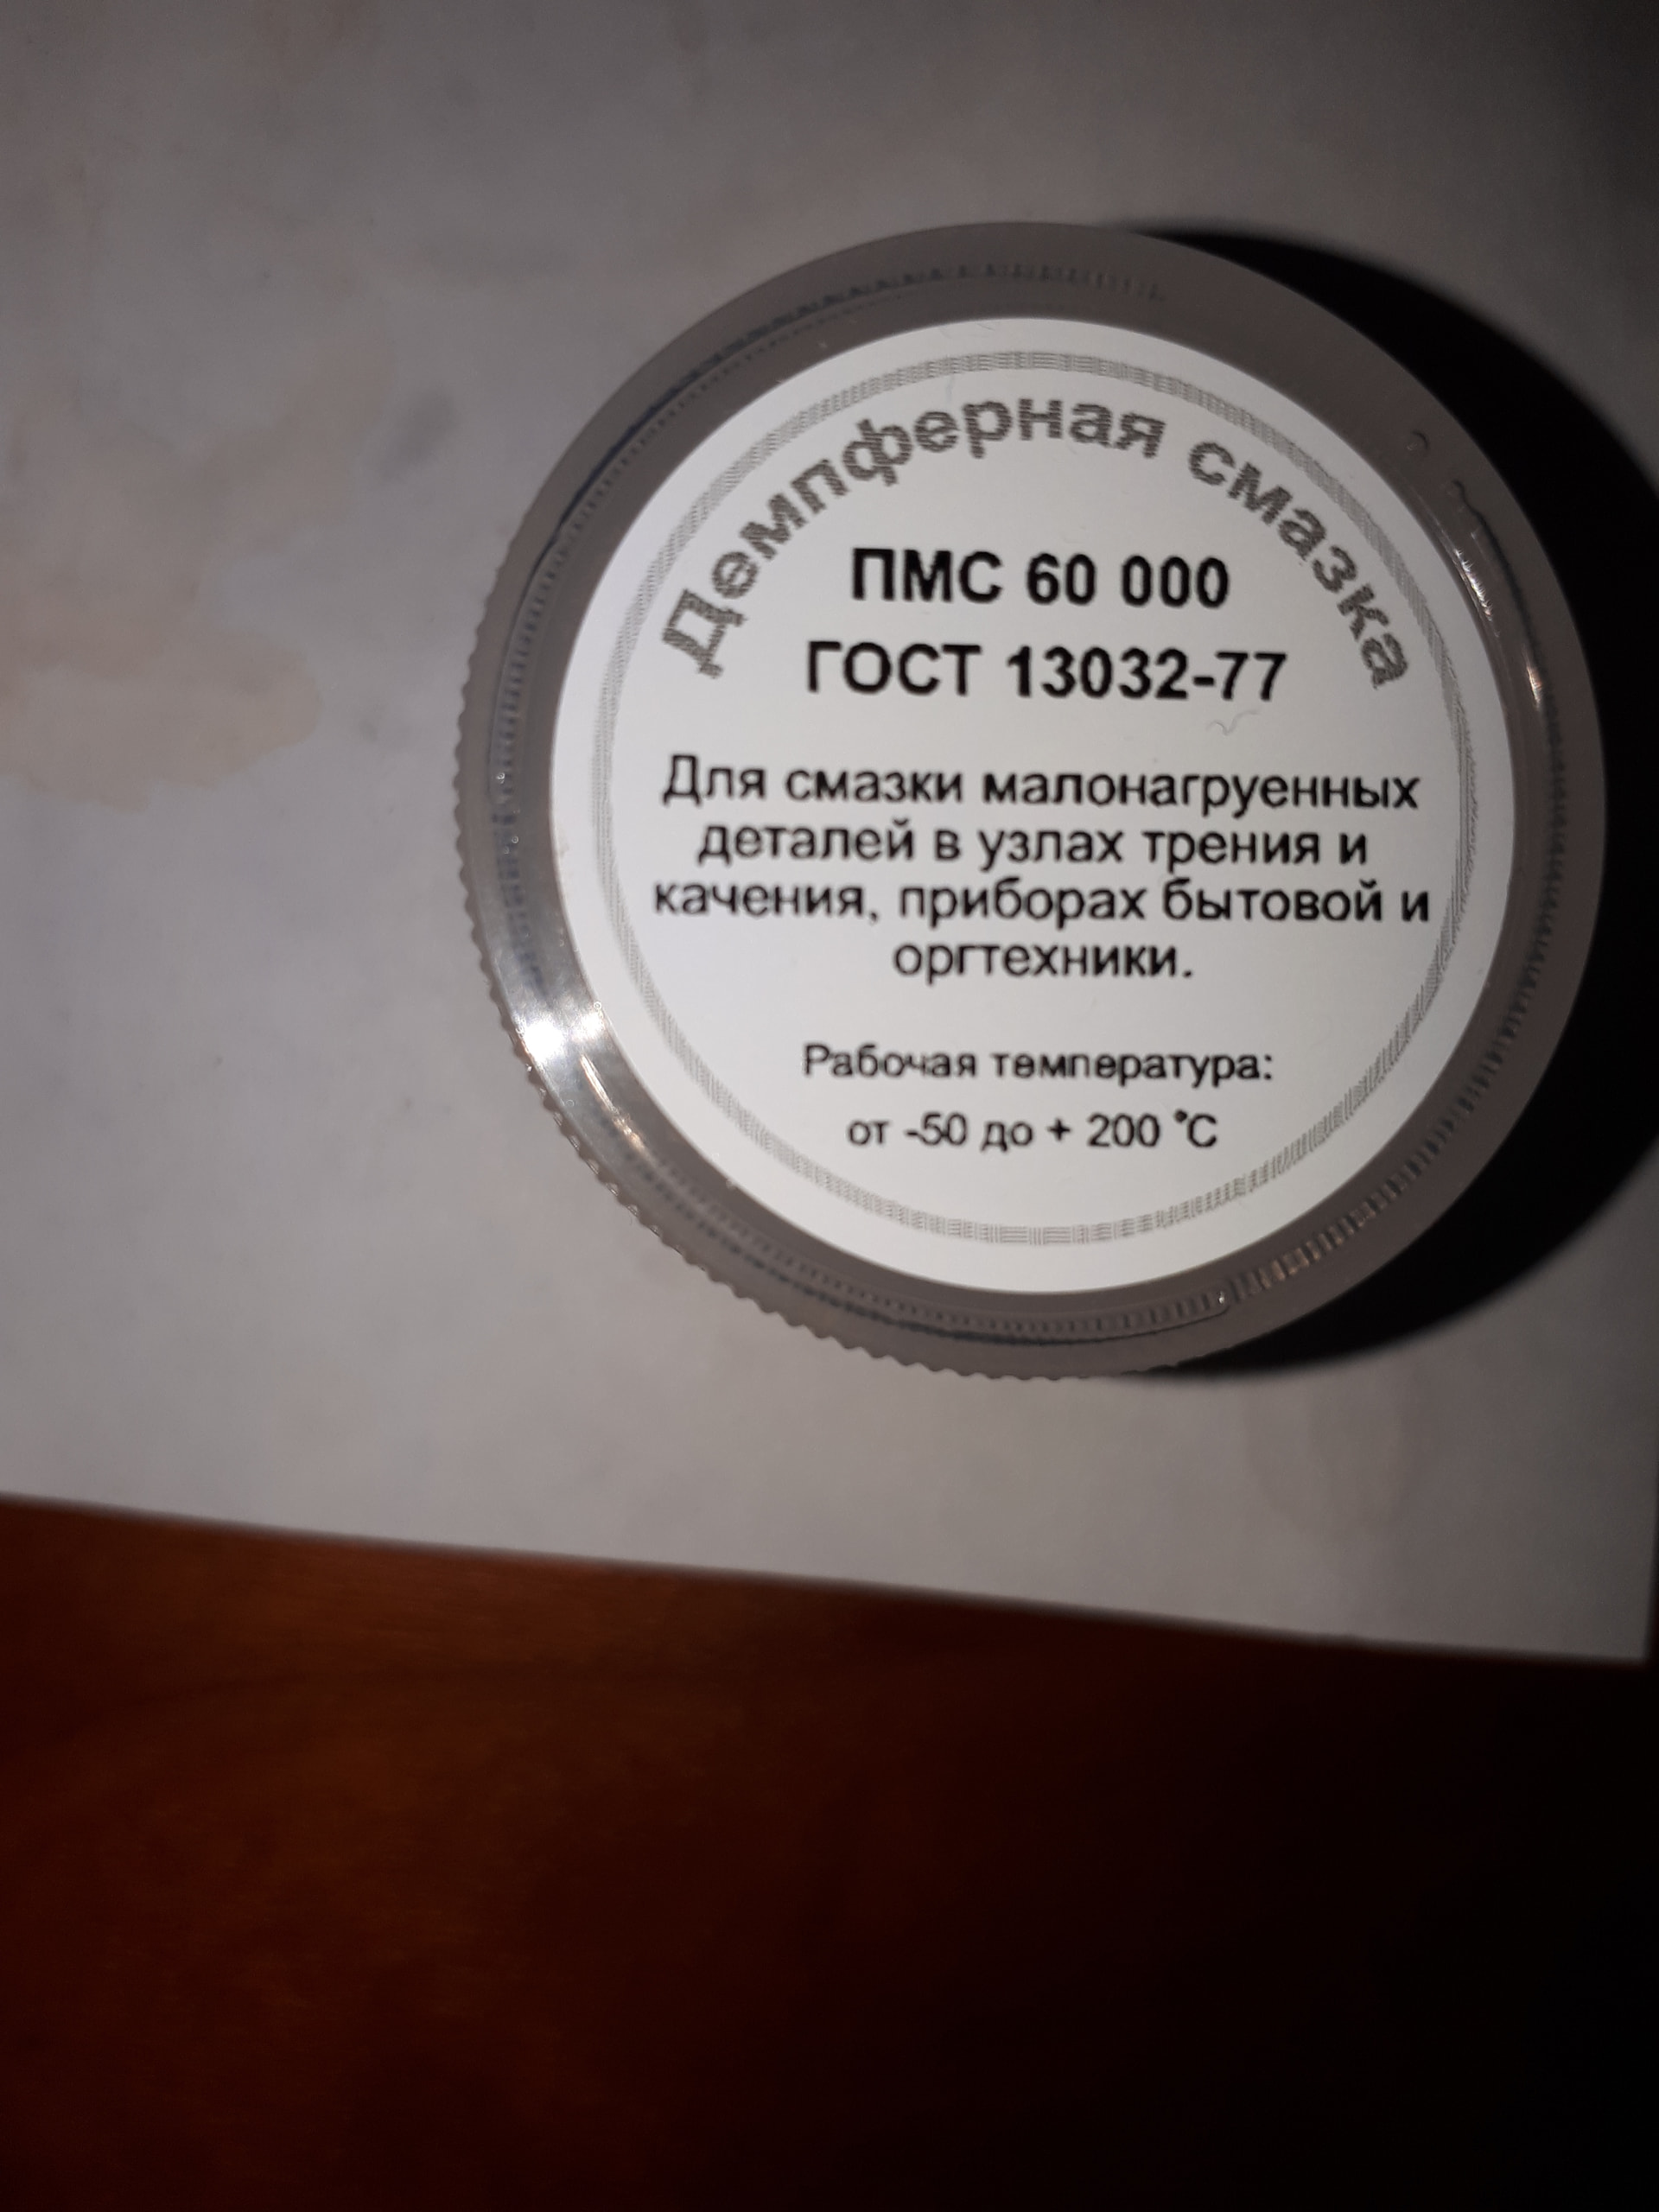 Демпферная смазка
ПМС 60 000
ГОСТ 13032-77
Для смазки малонагруенных
деталей в узлах трения и
качения, приборах бытовой и
оргтехники.
Рабочая температура:
от -50 до + 200 °С